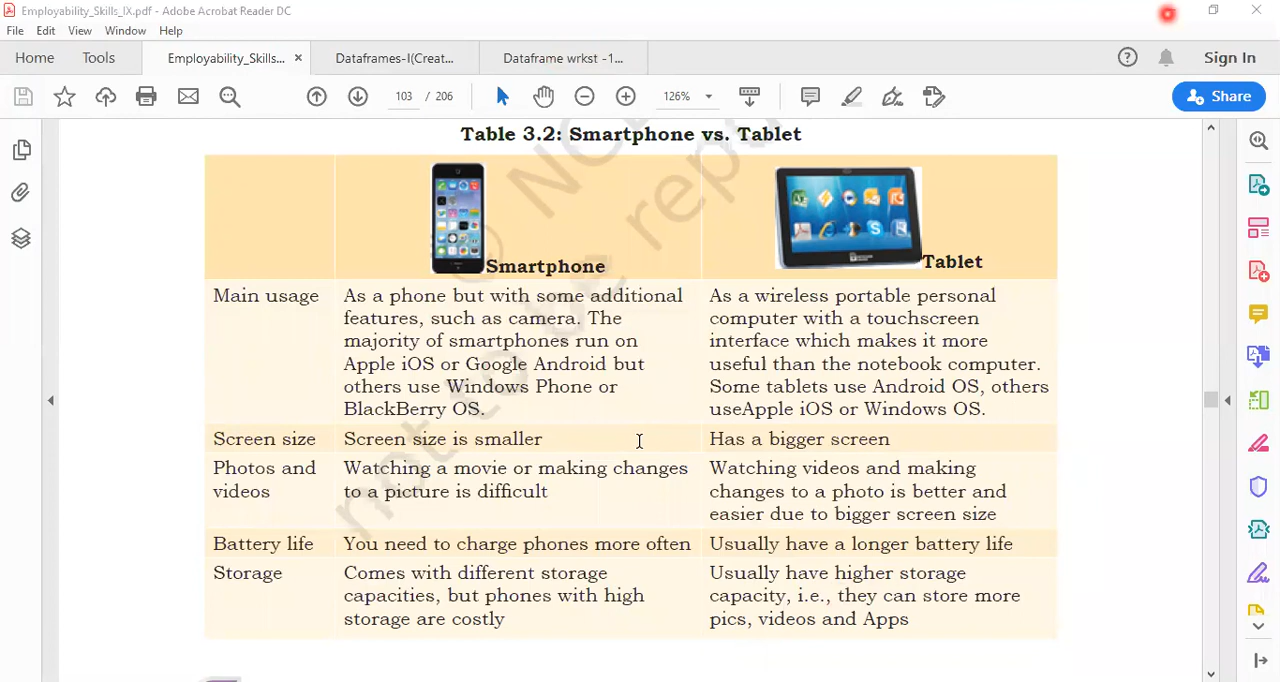 Employability_Skills_IX.pdf - Adobe Acrobat Reader DC
File Edit View Window Help
Home Tools Employability_Skills... × Dataframes-I(Creat... Dataframe wrkst -1... Sign In
103 / 206 126% Share
Table 3.2: Smartphone vs. Tablet
Smartphone Tablet
Main usage
As a phone but with some additional
features, such as camera. The
majority of smartphones run on
Apple iOS or Google Android but
others use Windows Phone or
BlackBerry OS.
As a wireless portable personal
computer with a touchscreen
interface which makes it more
useful than the notebook computer.
Some tablets use Android OS, others
useApple iOS or Windows OS.
Screen size
Screen size is smaller
Has a bigger screen
Photos and
videos
Watching a movie or making changes
to a picture is difficult
Watching videos and making
changes to a photo is better and
easier due to bigger screen size
Battery life
You need to charge phones more often
Usually have a longer battery life
Storage
Comes with different storage
capacities, but phones with high
storage are costly
Usually have higher storage
capacity, i.e., they can store more
pics, videos and Apps
not to be repu